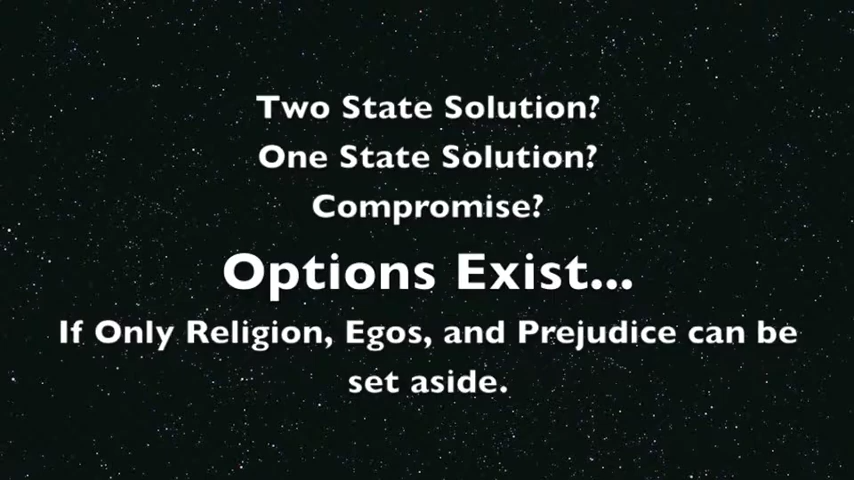 Two State Solution?
One State Solution?
Compromise?
Options Exist...
If Only Religion, Egos, and Prejudice can be
set aside.